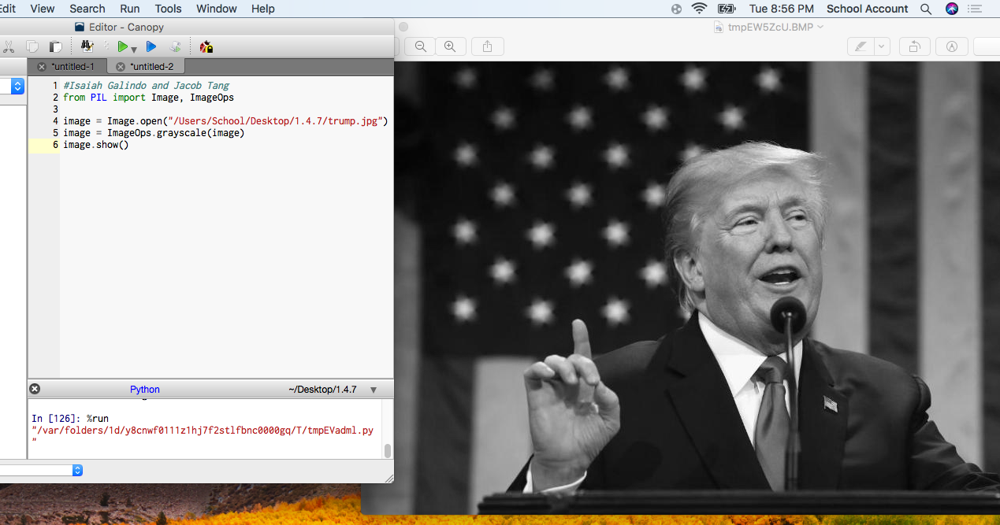 Edit View Search Run Tools Window Help
Tue 8:56 PM School Account
Editor - Canopy
tmpEW5ZcU.BMP
*untitled-1 *untitled-2
1 #Isaiah Galindo and Jacob Tang
2 from PIL import Image, ImageOps
3
4 image = Image.open("/Users/School/Desktop/1.4.7/trump.jpg")
5 image = ImageOps.grayscale(image)
6 image.show()
Python ~/Desktop/1.4.7
In [126]: %run
"/var/folders/1d/y8cnwf0111z1hj7f2stlfbnc0000gq/T/tmpEVadml.py
"